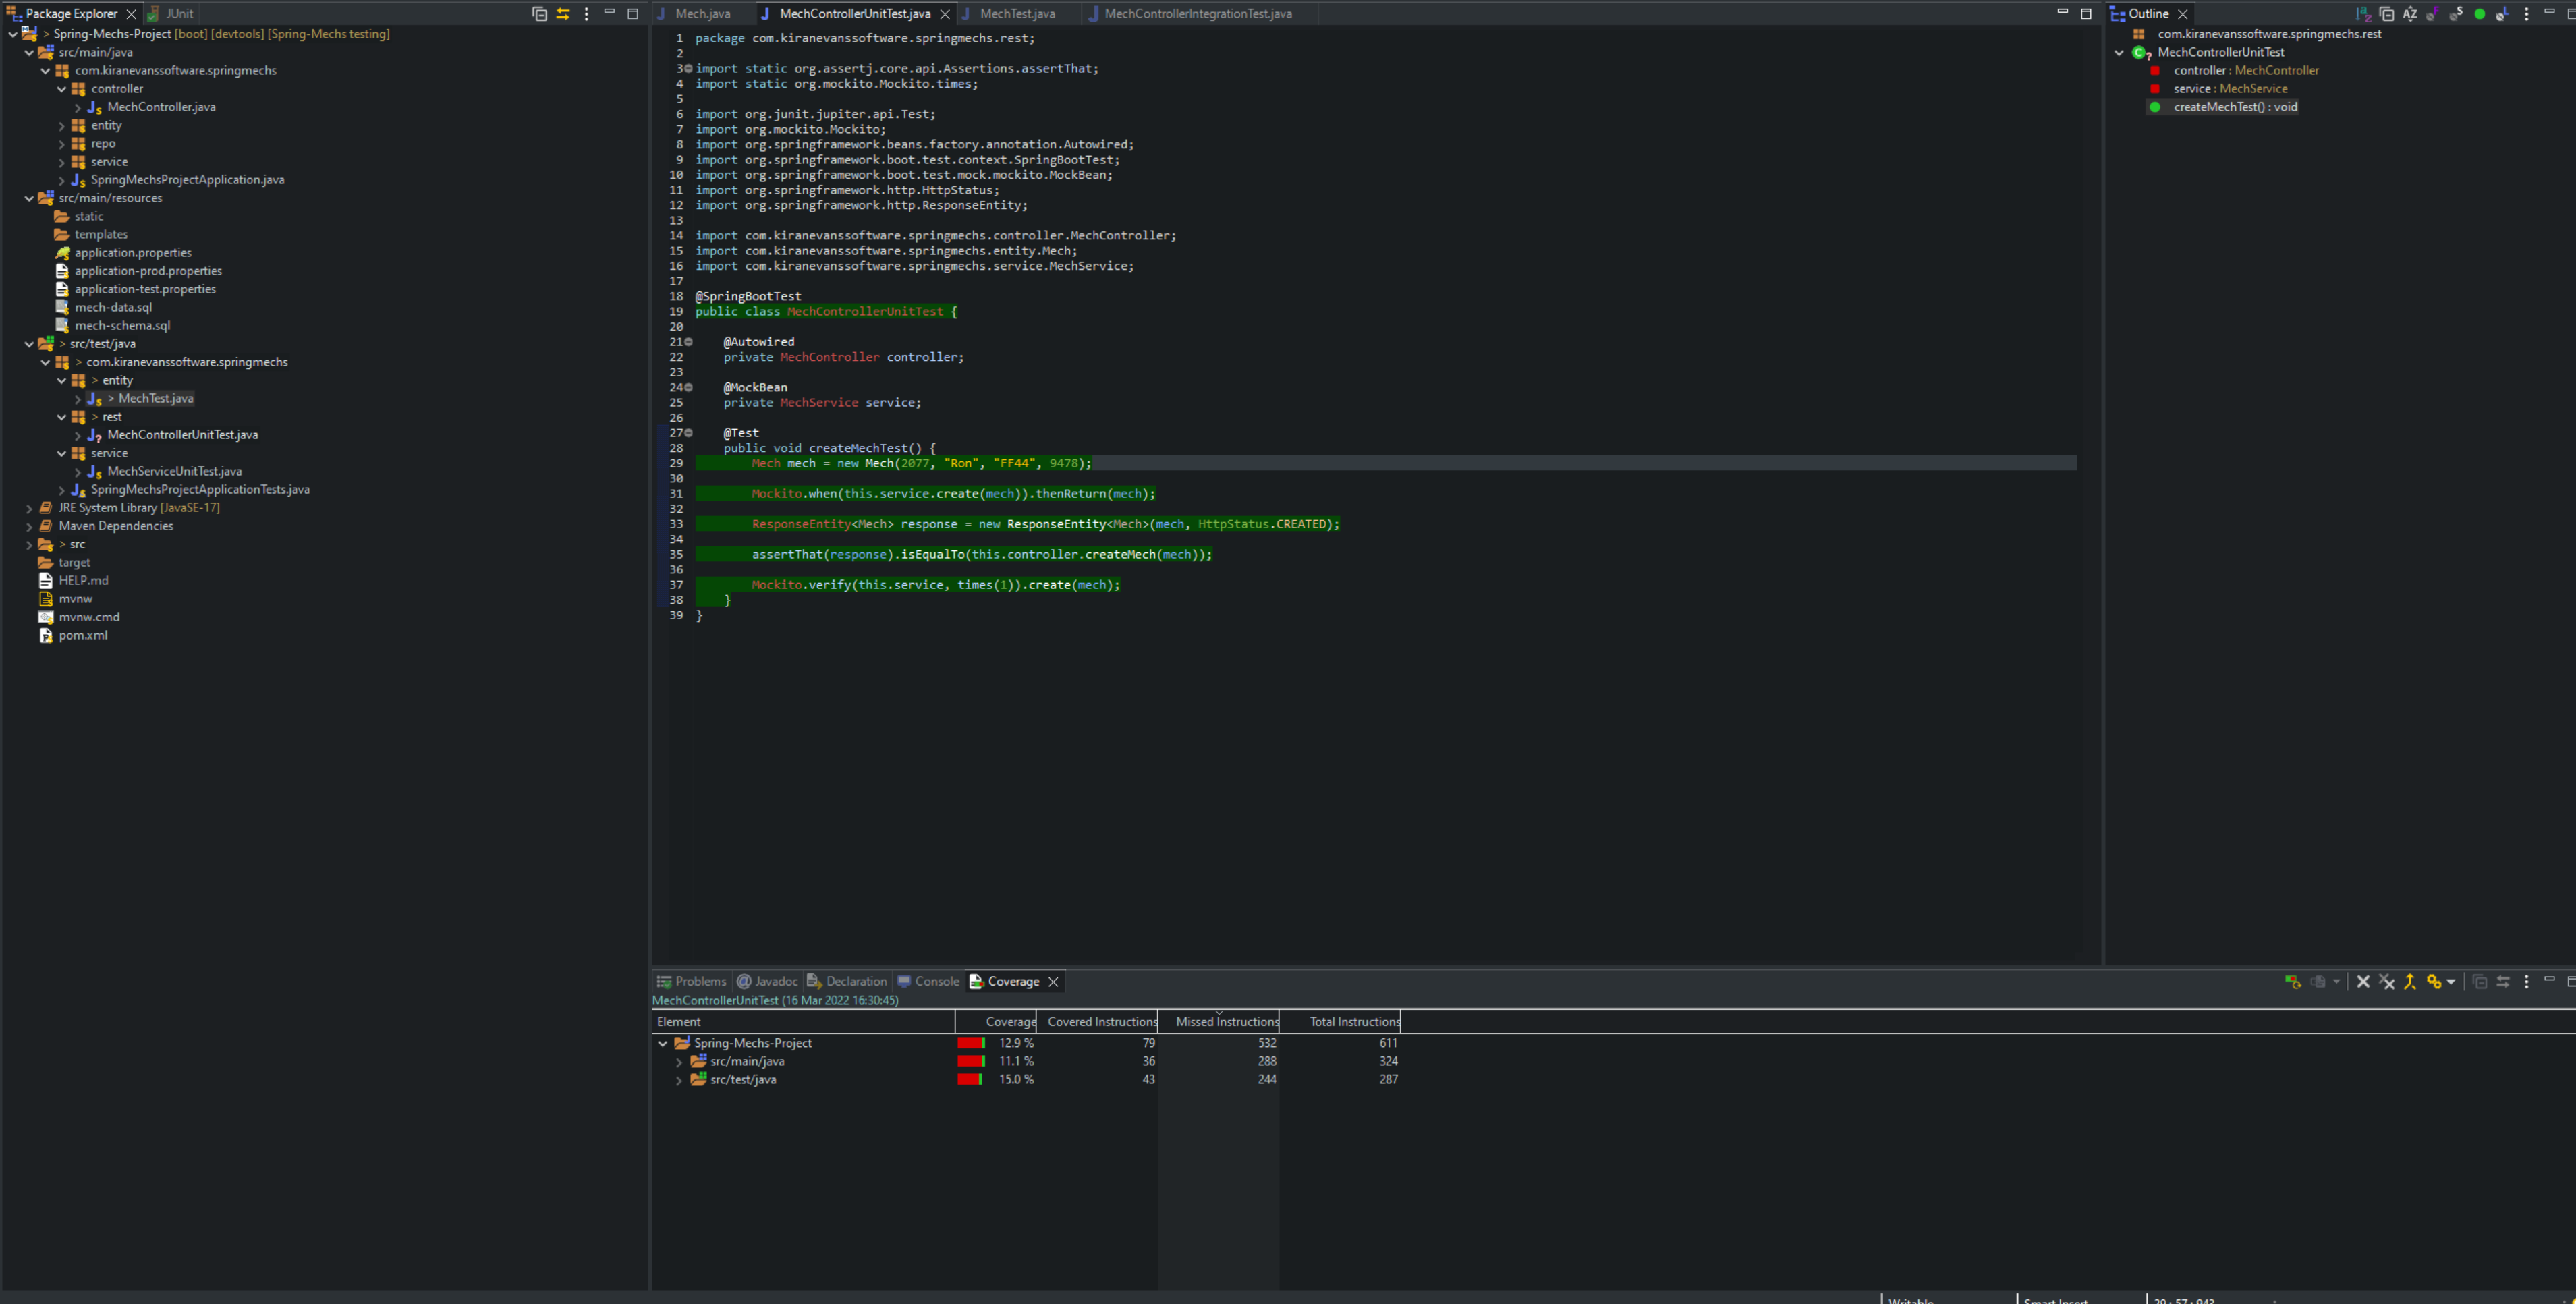 Package Explorer
JUnit
> Spring-Mechs-Project [boot] [devtools] [Spring-Mechs testing]
src/main/java
com.kiranevanssoftware.springmechs
controller
MechController.java
entity
repo
service
SpringMechsProjectApplication.java
src/main/resources
static
templates
application.properties
application-prod.properties
application-test.properties
mech-data.sql
mech-schema.sql
> src/test/java
> com.kiranevanssoftware.springmechs
> entity
> MechTest.java
> rest
MechControllerUnitTest.java
service
MechServiceUnitTest.java
SpringMechsProjectApplicationTests.java
JRE System Library [JavaSE-17]
Maven Dependencies
> src
target
HELP.md
mvnw
mvnw.cmd
pom.xml
Mech.java
MechControllerUnitTest.java
MechTest.java
MechControllerIntegrationTest.java
1 package com.kiranevanssoftware.springmechs.rest;
2
3 import static org.assertj.core.api.Assertions.assertThat;
4 import static org.mockito.Mockito.times;
5
6 import org.junit.jupiter.api.Test;
7 import org.mockito.Mockito;
8 import org.springframework.beans.factory.annotation.Autowired;
9 import org.springframework.boot.test.context.SpringBootTest;
10 import org.springframework.boot.test.mock.mockito.MockBean;
11 import org.springframework.http.HttpStatus;
12 import org.springframework.http.ResponseEntity;
13
14 import com.kiranevanssoftware.springmechs.controller.MechController;
15 import com.kiranevanssoftware.springmechs.entity.Mech;
16 import com.kiranevanssoftware.springmechs.service.MechService;
17
18 @SpringBootTest
19 public class MechControllerUnitTest {
20
21 @Autowired
22 private MechController controller;
23
24 @MockBean
25 private MechService service;
26
27 @Test
28 public void createMechTest() {
29 Mech mech = new Mech(2077, "Ron", "FF44", 9478);
30
31 Mockito.when(this.service.create(mech)).thenReturn(mech);
32
33 ResponseEntity<Mech> response = new ResponseEntity<Mech>(mech, HttpStatus.CREATED);
34
35 assertThat(response).isEqualTo(this.controller.createMech(mech));
36
37 Mockito.verify(this.service, times(1)).create(mech);
38 }
39 }
Outline
com.kiranevanssoftware.springmechs.rest
MechControllerUnitTest
controller : MechController
service : MechService
createMechTest() : void
Problems
Javadoc
Declaration
Console
Coverage
MechControllerUnitTest (16 Mar 2022 16:30:45)
Element Coverage Covered Instructions Missed Instructions Total Instructions
Spring-Mechs-Project 12.9 % 79 532 611
src/main/java 11.1 % 36 288 324
src/test/java 15.0 % 43 244 287